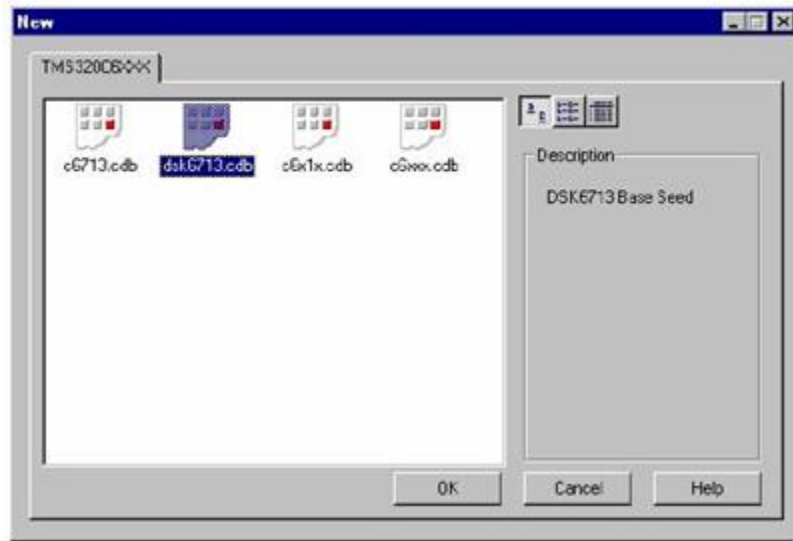 New
TMS320C6XXX
c6713.cdb dsk6713.cdb c6x1x.cdb c6xxx.cdb
Description
DSK6713 Base Seed
OK Cancel Help